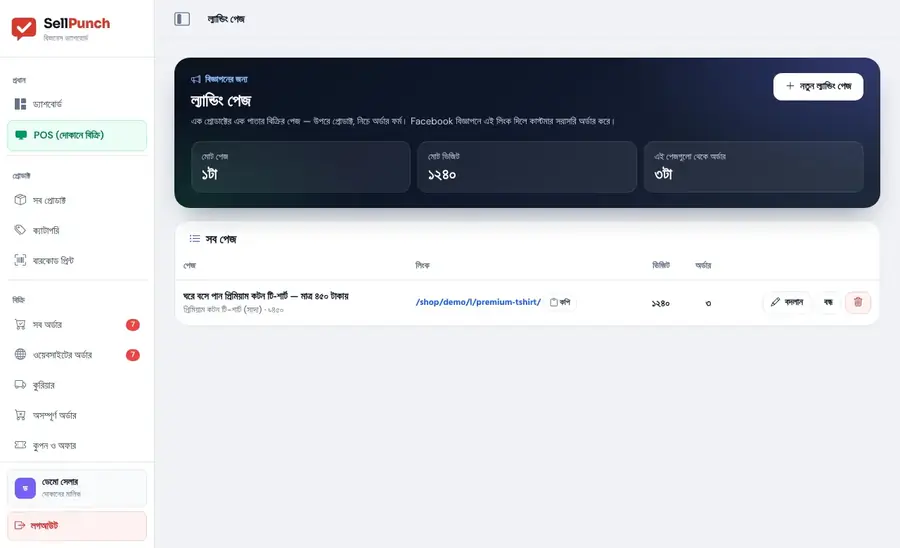 SellPunch
বিজনেস ড্যাশবোর্ড
প্রধান
ড্যাশবোর্ড
POS (দোকানে বিক্রি)
প্রোডাক্ট
সব প্রোডাক্ট
ক্যাটাগরি
বারকোড প্রিন্ট
বিক্রি
সব অর্ডার 7
ওয়েবসাইটের অর্ডার 7
কুরিয়ার
অসম্পূর্ণ অর্ডার
কুপন ও অফার
ড
ডেমো সেলার
দোকানের মালিক
লগআউট
ল্যান্ডিং পেজ
বিজ্ঞাপনের জন্য
ল্যান্ডিং পেজ
এক প্রোডাক্টের এক পাতার বিক্রির পেজ — উপরে প্রোডাক্ট, নিচে অর্ডার ফর্ম। Facebook বিজ্ঞাপনে এই লিংক দিলে কাস্টমার সরাসরি অর্ডার করে।
নতুন ল্যান্ডিং পেজ
মোট পেজ
১টা
মোট ভিজিট
১২৪০
এই পেজগুলো থেকে অর্ডার
৩টা
সব পেজ
পেজ লিংক ভিজিট অর্ডার
ঘরে বসে পান প্রিমিয়াম কটন টি-শার্ট — মাত্র ৪৫০ টাকায়
প্রিমিয়াম কটন টি-শার্ট (সাদা) · ৳৪৫০
/shop/demo/l/premium-tshirt/ কপি ১২৪০ ৩ বদলান বন্ধ